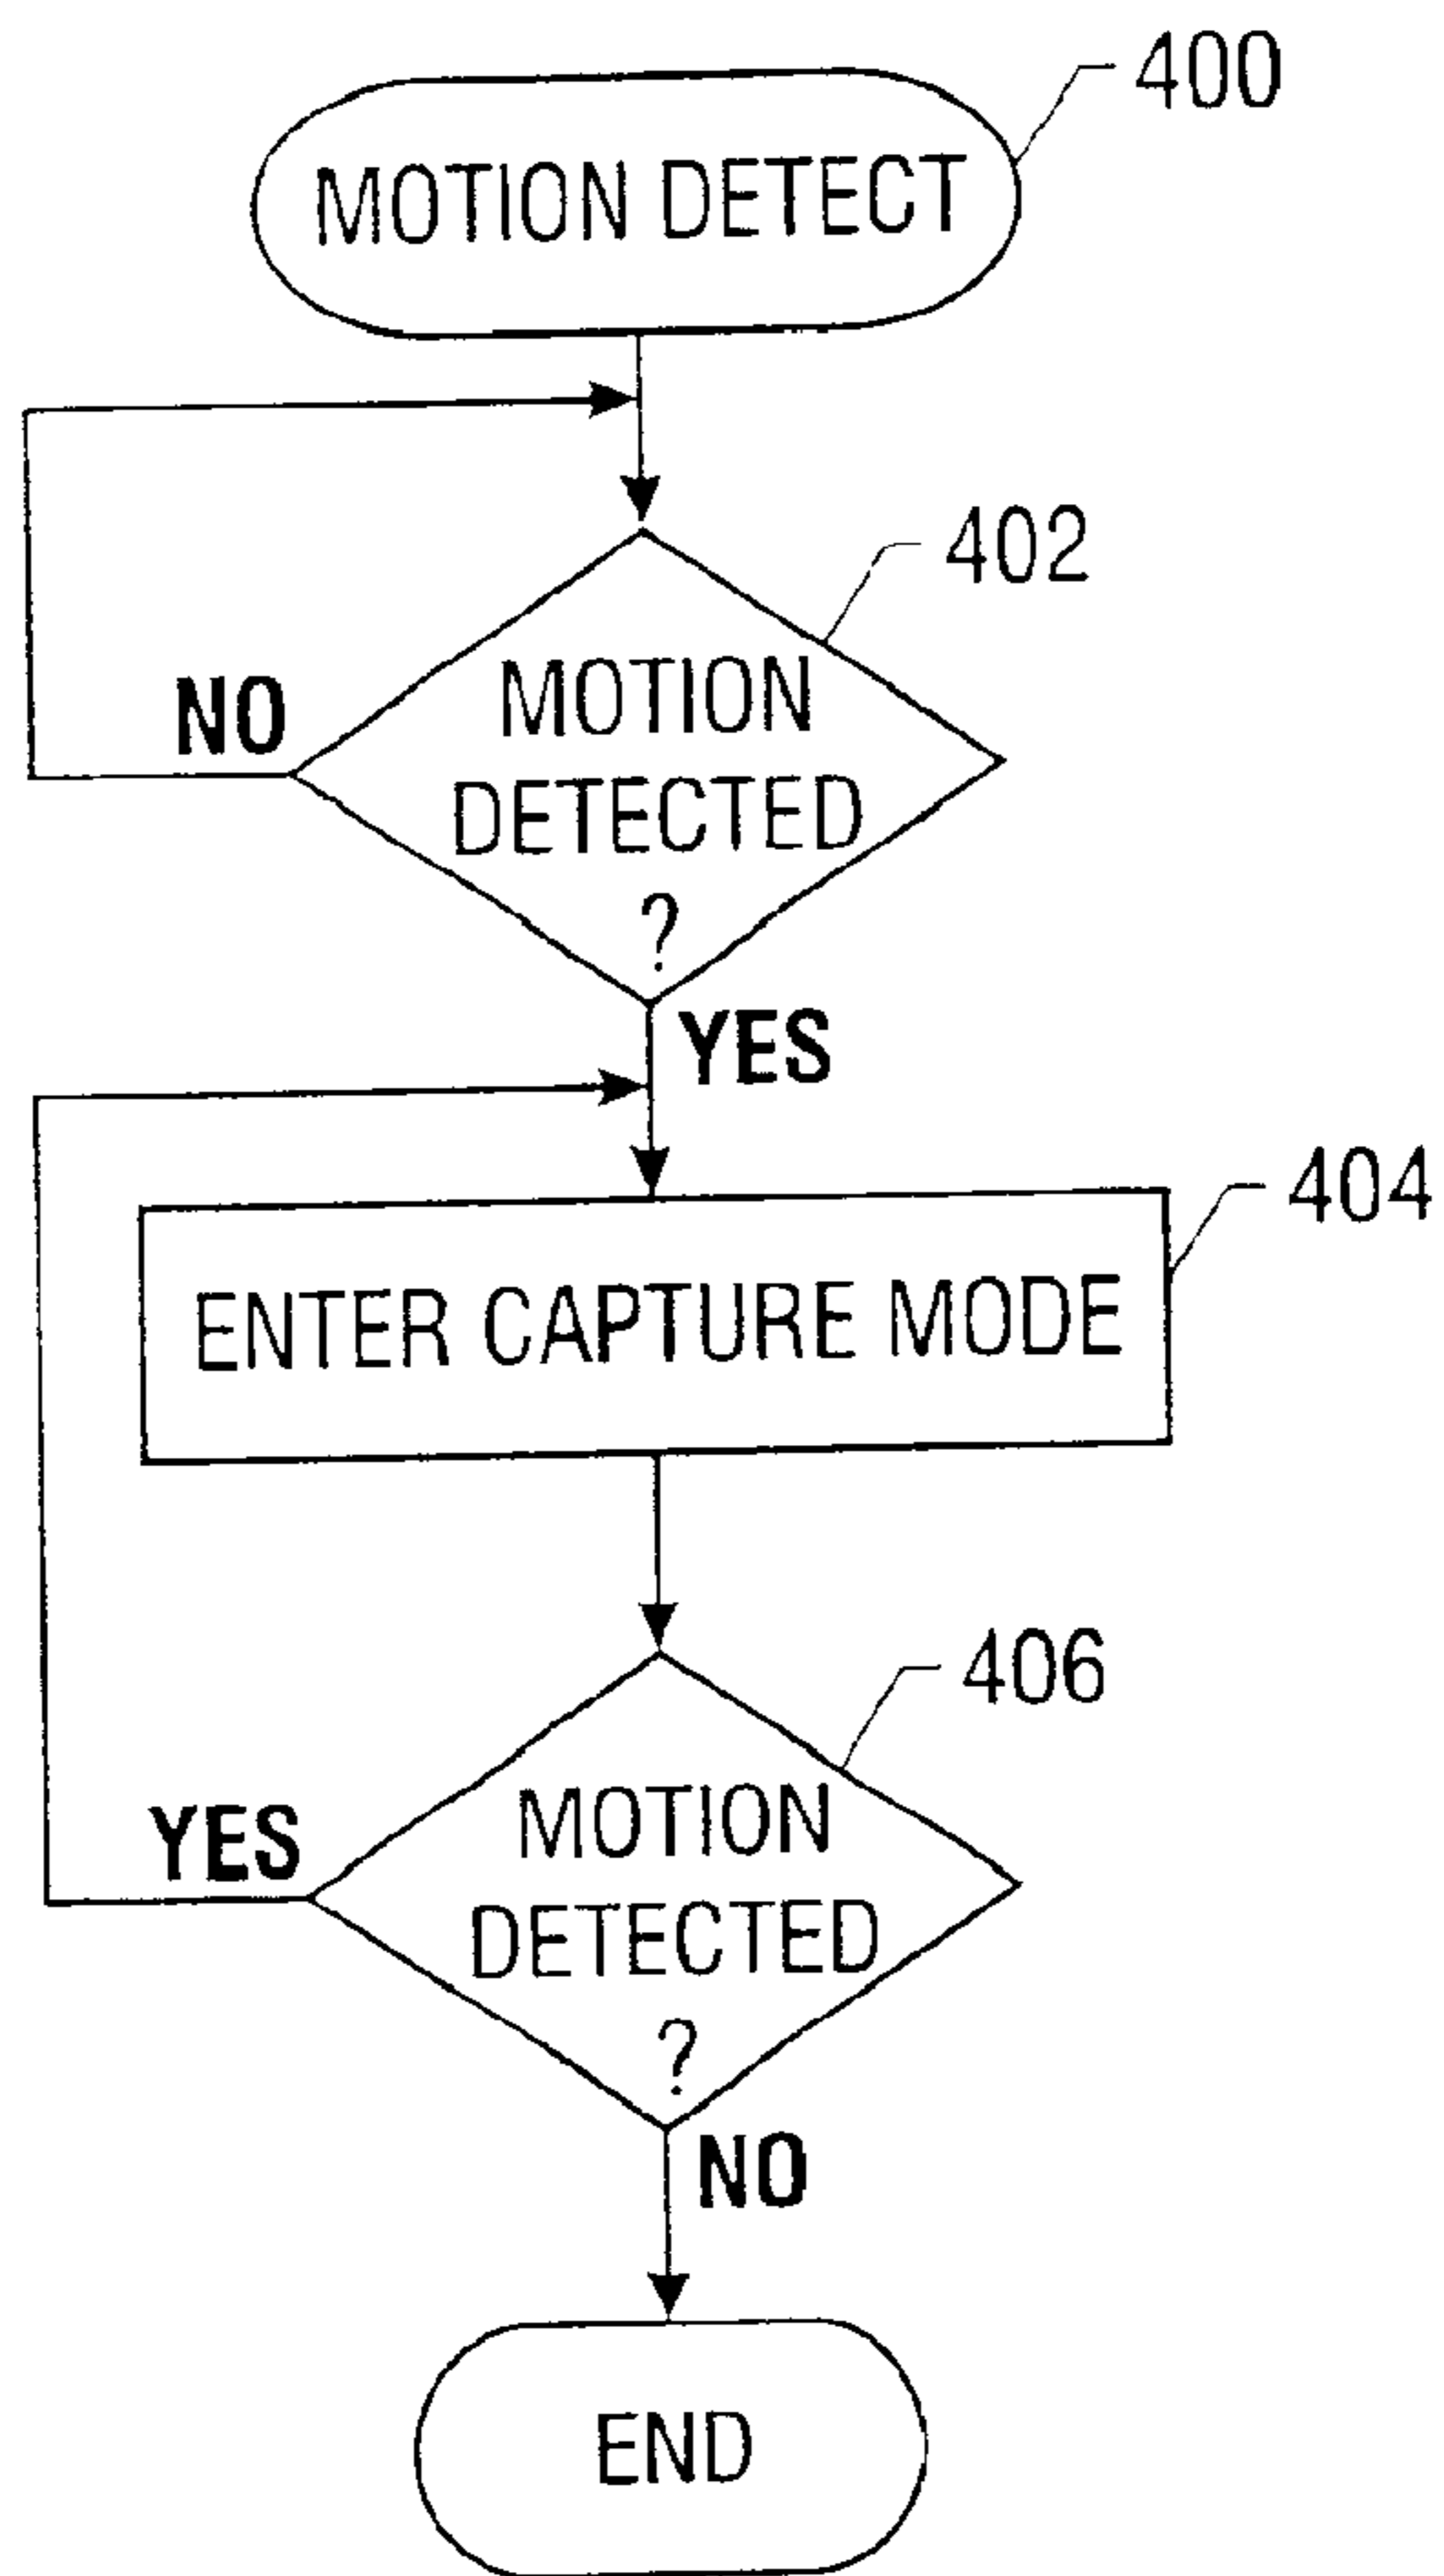 400
MOTION DETECT
402
MOTION
DETECTED
?
NO
YES
404
ENTER CAPTURE MODE
406
MOTION
DETECTED
?
YES
NO
END